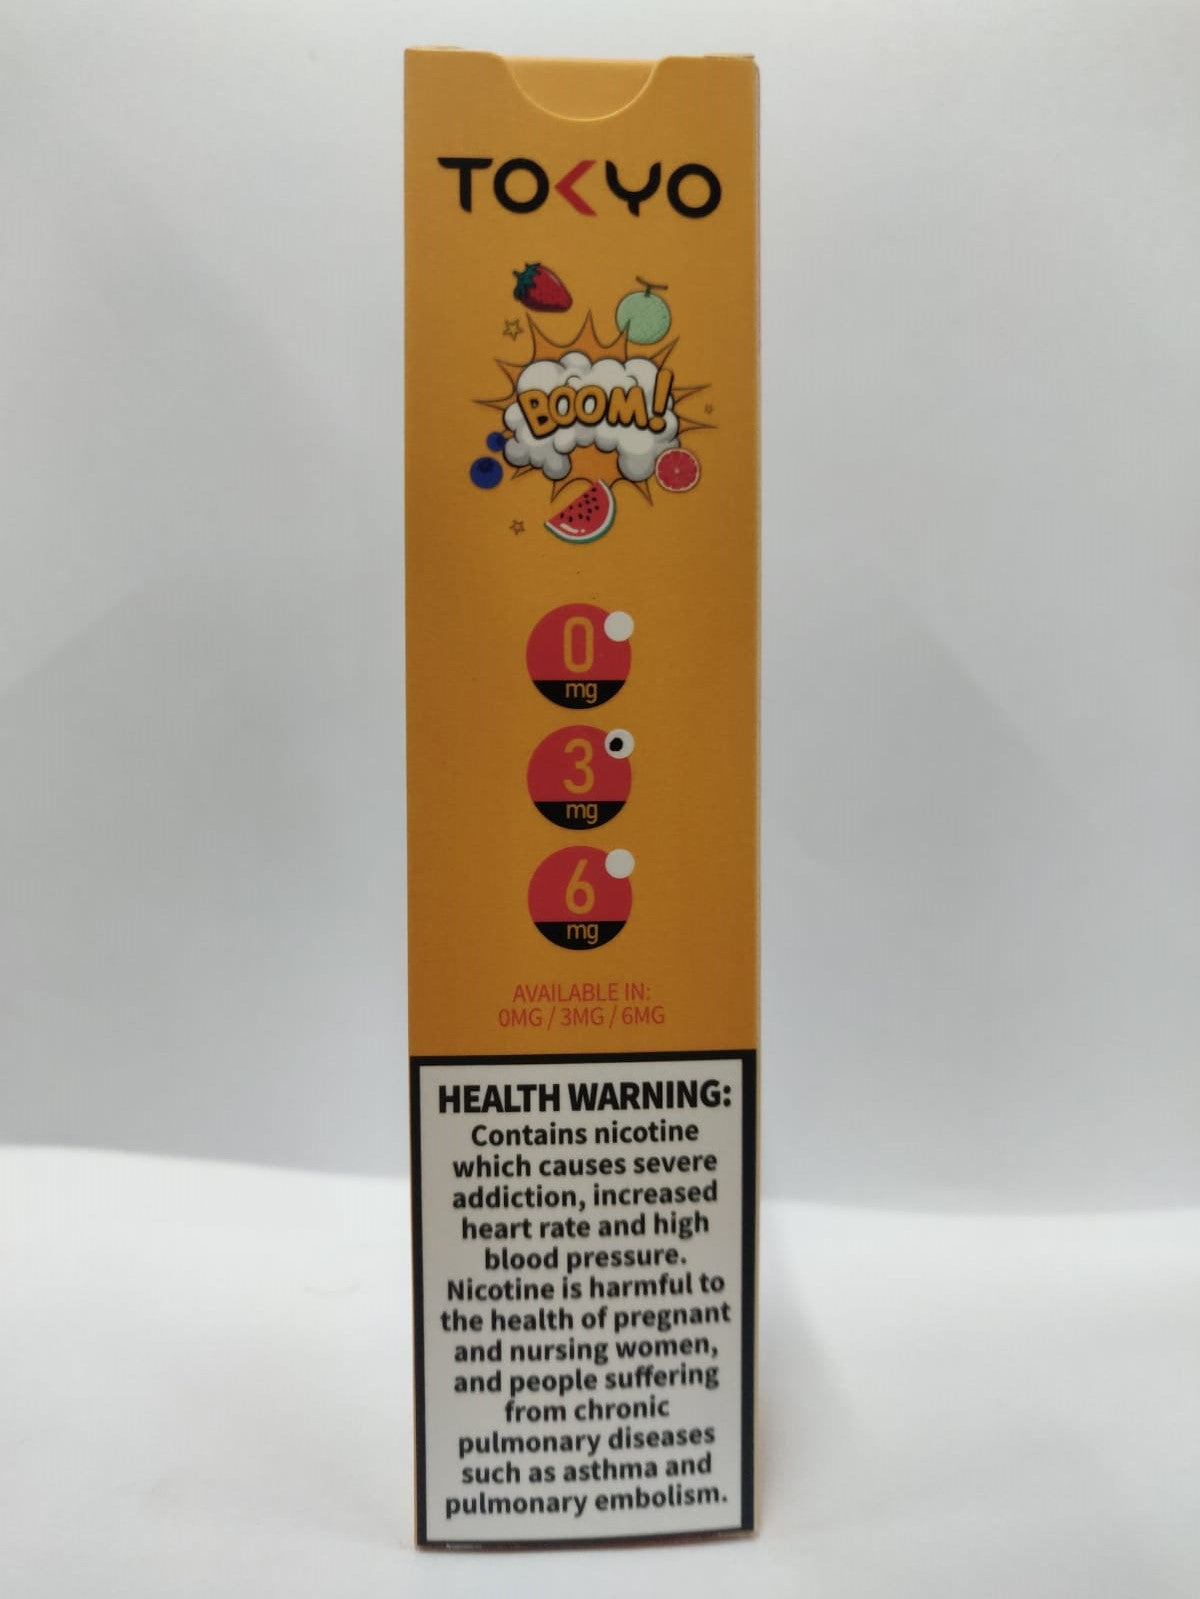 TOKYO
BOOM!
0
mg
3
mg
6
mg
AVAILABLE IN:
0MG / 3MG / 6MG
HEALTH WARNING:
Contains nicotine
which causes severe
addiction, increased
heart rate and high
blood pressure.
Nicotine is harmful to
the health of pregnant
and nursing women,
and people suffering
from chronic
pulmonary diseases
such as asthma and
pulmonary embolism.